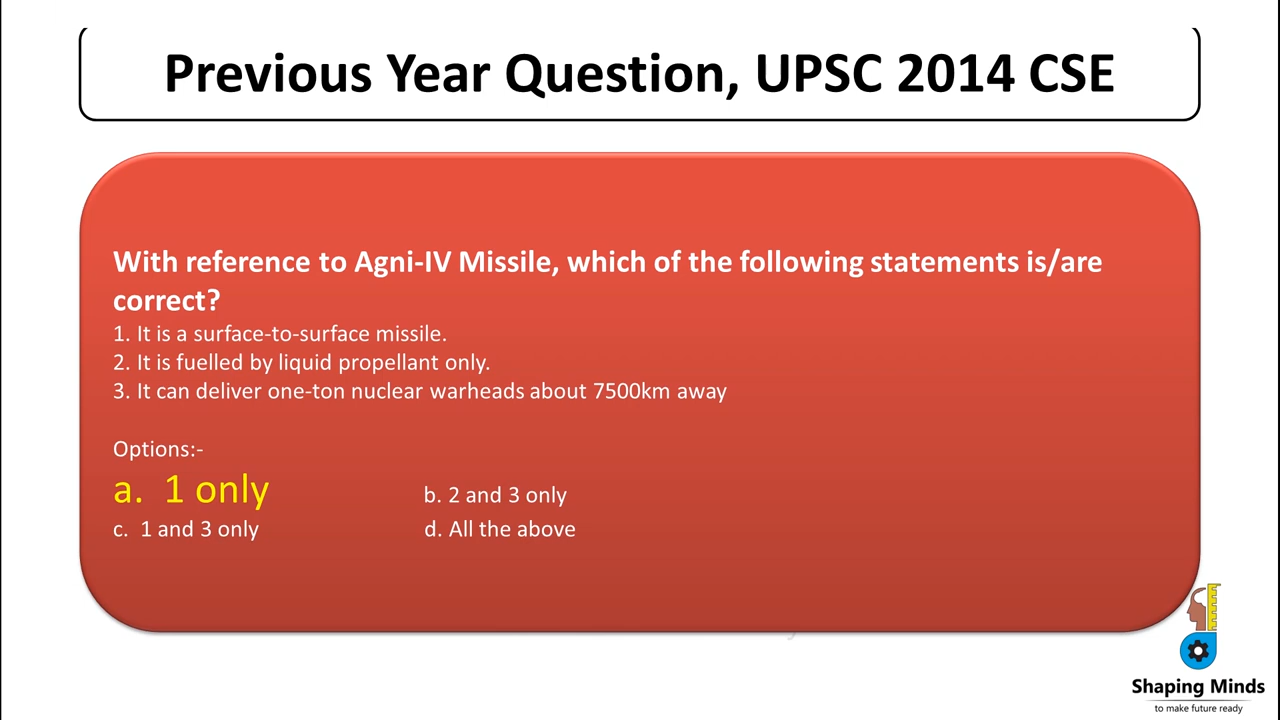 Previous Year Question, UPSC 2014 CSE
With reference to Agni-IV Missile, which of the following statements is/are
correct?
1. It is a surface-to-surface missile.
2. It is fuelled by liquid propellant only.
3. It can deliver one-ton nuclear warheads about 7500km away
Options:-
a. 1 only b. 2 and 3 only
c. 1 and 3 only d. All the above
Shaping Minds
to make future ready